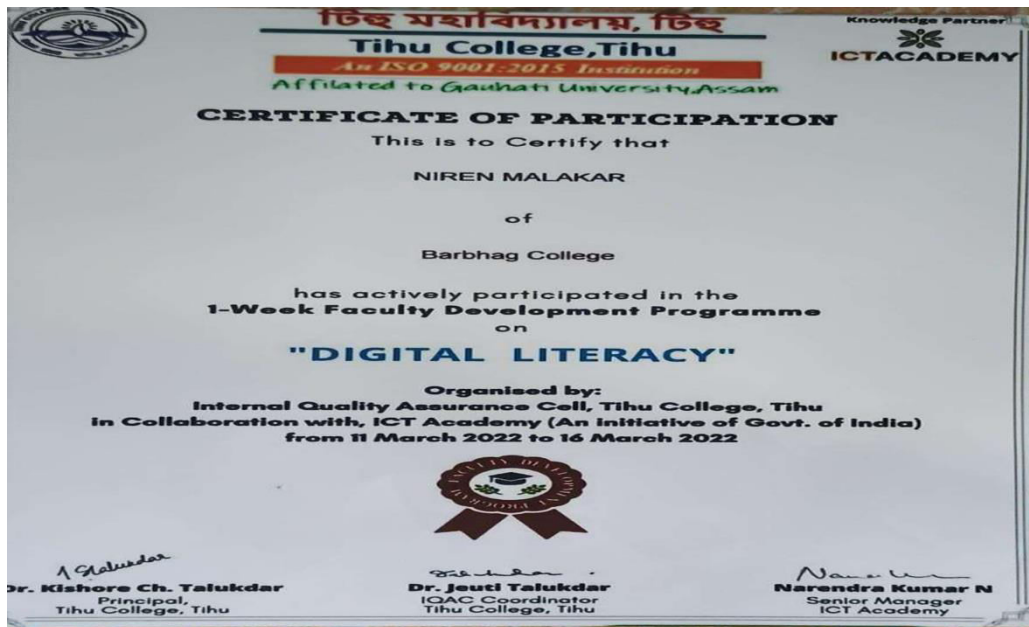 টিহু মহাবিদ্যালয়, টিহু
Knowledge Partner
Tihu College,Tihu
ICTACADEMY
An ISO 9001:2015 Institution
Affilated to Gauhati University,Assam
CERTIFICATE OF PARTICIPATION
This is to Certify that
NIREN MALAKAR
of
Barbhag College
has actively participated in the
1-Week Faculty Development Programme
on
"DIGITAL LITERACY"
Organised by:
Internal Quality Assurance Cell, Tihu College, Tihu
in Collaboration with, ICT Academy (An Initiative of Govt. of India)
from 11 March 2022 to 16 March 2022
FACULTY DEVELOPMENT
PROGRAM
Dr. Kishore Ch. Talukdar
Principal,
Tihu College, Tihu
Dr. Jeuti Talukdar
IQAC Coordinator
Tihu College, Tihu
Narendra Kumar N
Senior Manager
ICT Academy